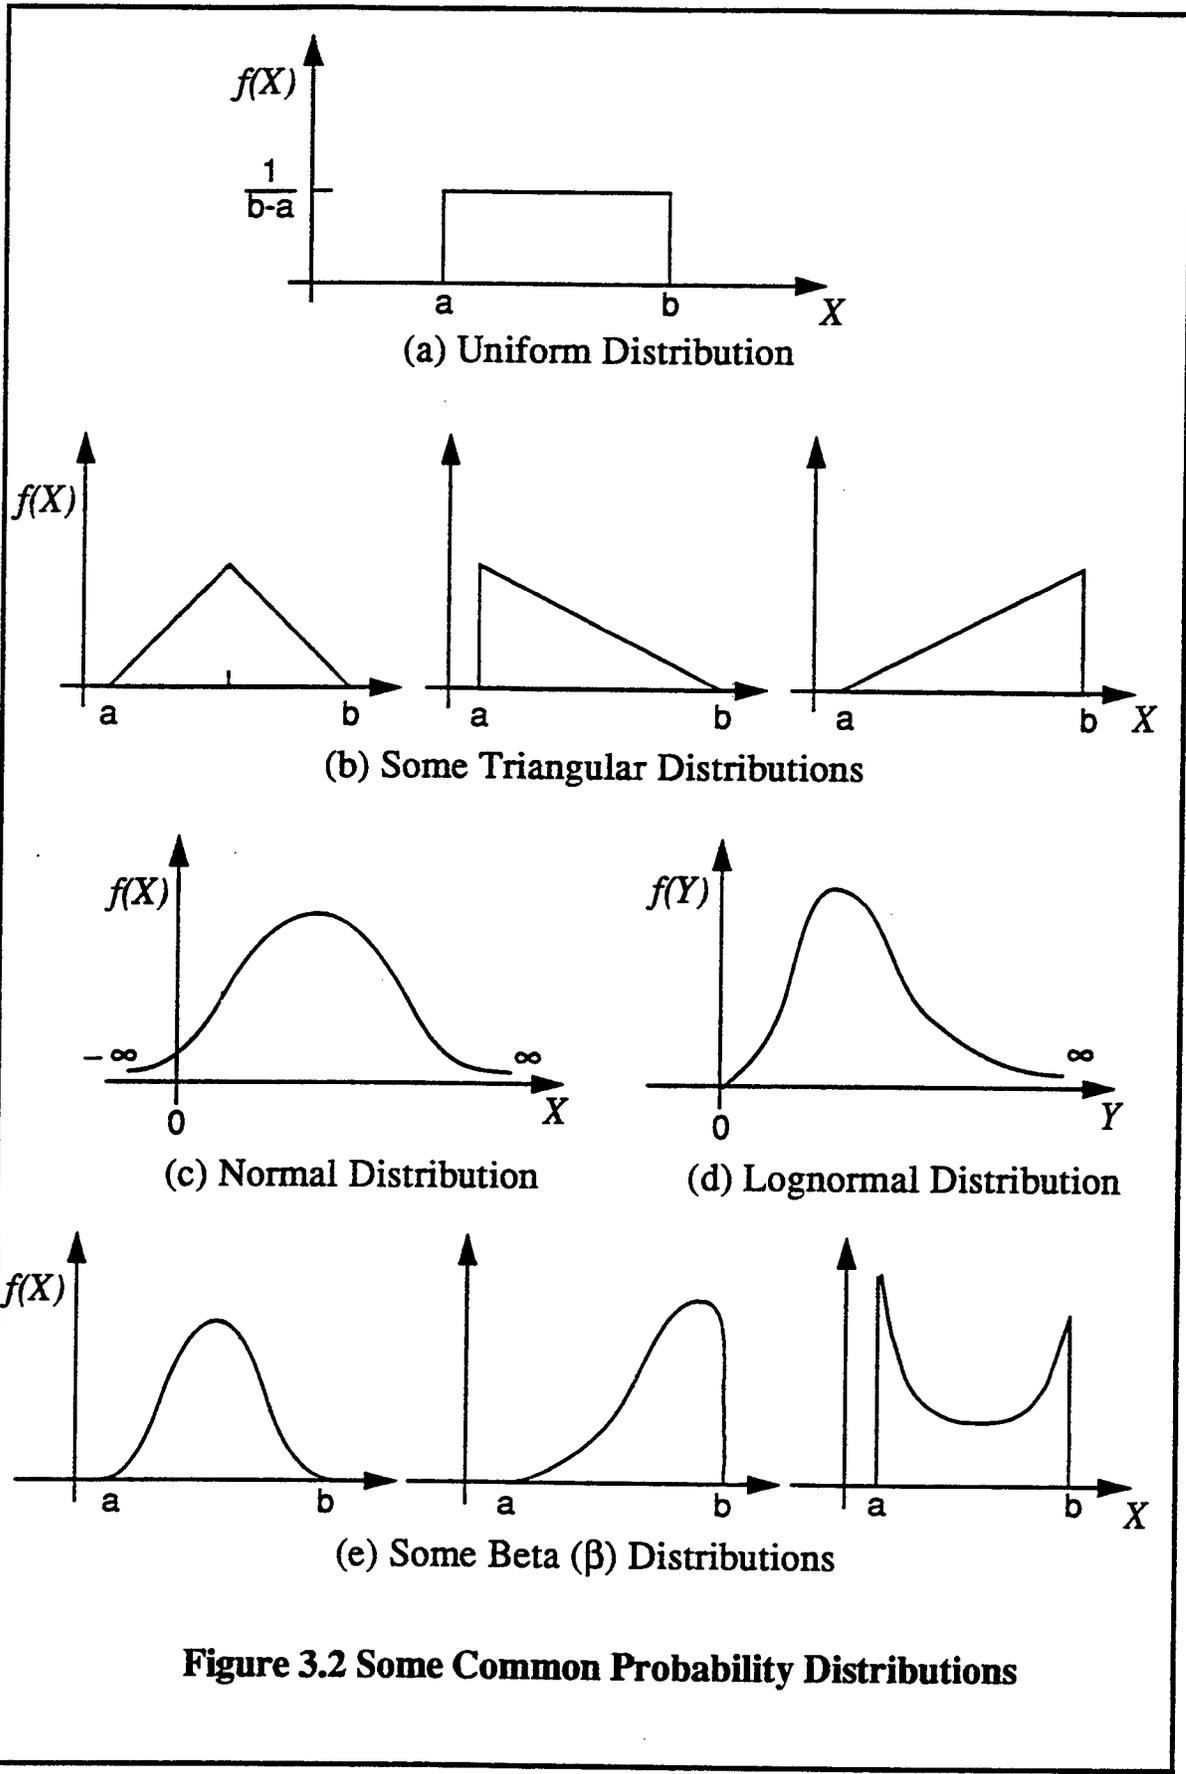 f(X)
1
b-a
a b X
(a) Uniform Distribution
f(X)
a b a b a b X
(b) Some Triangular Distributions
f(X) f(Y)
- ∞ ∞ ∞
0 X 0 Y
(c) Normal Distribution (d) Lognormal Distribution
f(X)
a b a b a b X
(e) Some Beta (β) Distributions
Figure 3.2 Some Common Probability Distributions